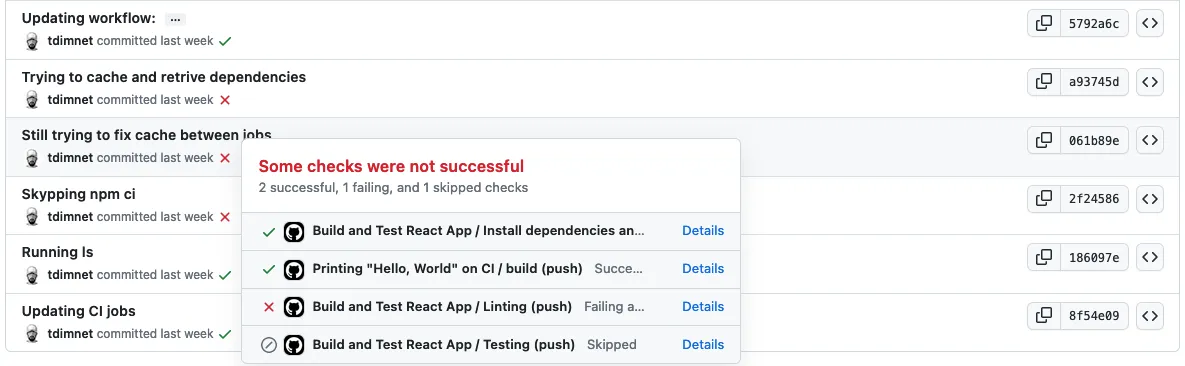 Updating workflow: ...
5792a6c
tdimnet committed last week
Trying to cache and retrive dependencies
a93745d
tdimnet committed last week
Still trying to fix cache between jobs
061b89e
tdimnet committed last week
Some checks were not successful
2 successful, 1 failing, and 1 skipped checks
Skypping npm ci
2f24586
tdimnet committed last week
Build and Test React App / Install dependencies an... Details
Running ls
186097e
Printing "Hello, World" on CI / build (push) Succe... Details
tdimnet committed last week
Build and Test React App / Linting (push) Failing a... Details
Updating CI jobs
8f54e09
tdimnet committed last week
Build and Test React App / Testing (push) Skipped Details